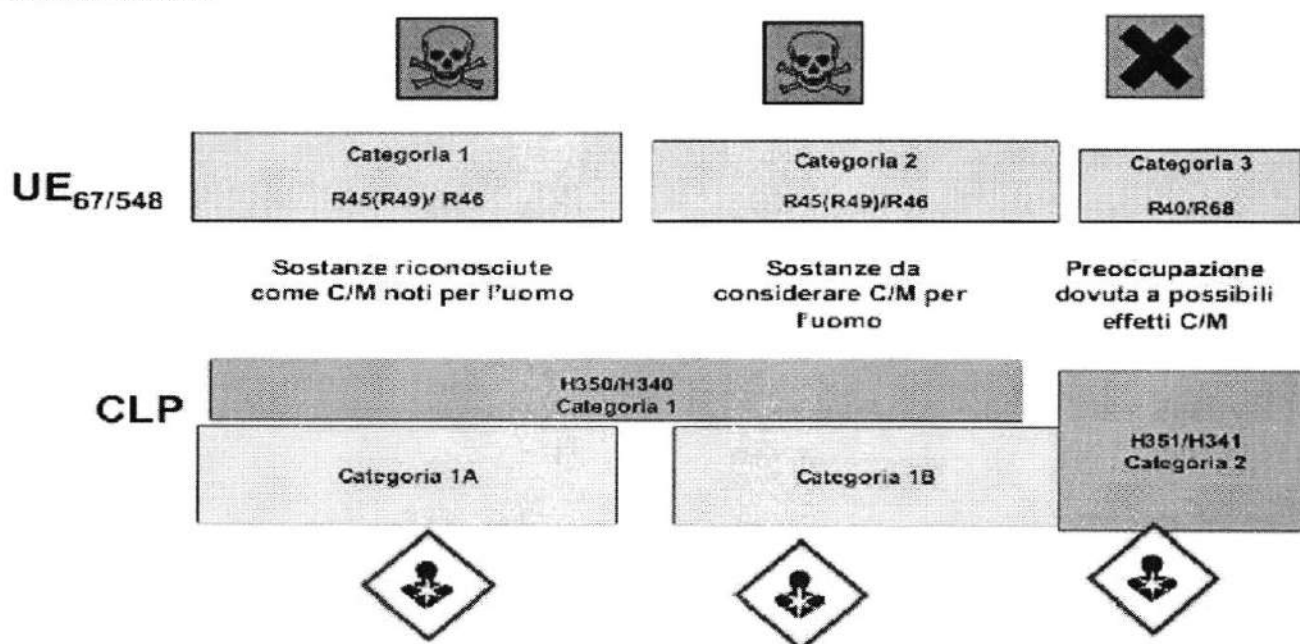 Categoria 1
R45(R49)/ R46
Categoria 2
R45(R49)/R46
Categoria 3
R40/R68
UE67/548
Sostanze riconosciute
come C/M noti per l'uomo
Sostanze da
considerare C/M per
l'uomo
Preoccupazione
dovuta a possibili
effetti C/M
CLP
H350/H340
Categoria 1
Categoria 1A
Categoria 1B
H351/H341
Categoria 2